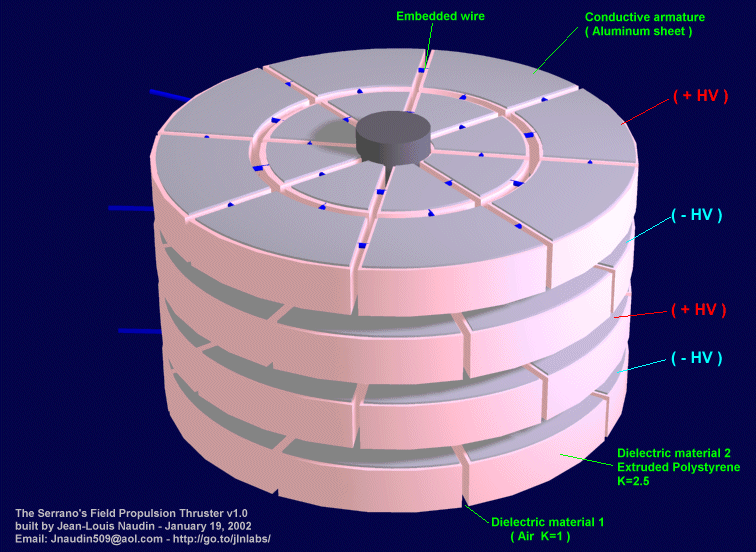 Embedded wire
Conductive armature
( Aluminum sheet )
( + HV )
( - HV )
( + HV )
( - HV )
Dielectric material 2
Extruded Polystyrene
K=2.5
Dielectric material 1
( Air K=1 )
The Serrano's Field Propulsion Thruster v1.0
built by Jean-Louis Naudin - January 19, 2002
Email: Jnaudin509@aol.com - http://go.to/jlnlabs/